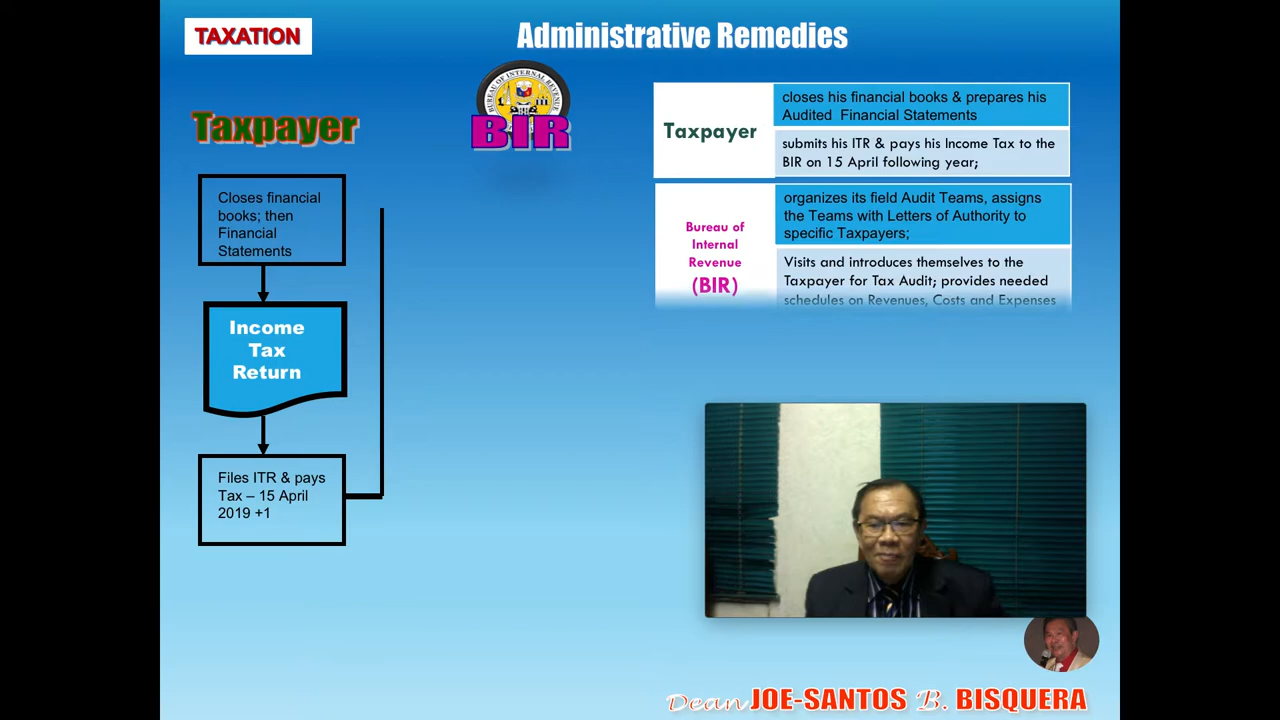 TAXATION
Administrative Remedies
BUREAU OF INTERNAL REVENUE
BIR
Taxpayer
Closes financial
books; then
Financial
Statements
Income
Tax
Return
Files ITR & pays
Tax – 15 April
2019 +1
Taxpayer
closes his financial books & prepares his
Audited Financial Statements
submits his ITR & pays his Income Tax to the
BIR on 15 April following year;
Bureau of
Internal
Revenue
(BIR)
organizes its field Audit Teams, assigns
the Teams with Letters of Authority to
specific Taxpayers;
Visits and introduces themselves to the
Taxpayer for Tax Audit; provides needed
schedules on Revenues, Costs and Expenses
Dean JOE-SANTOS B. BISQUERA